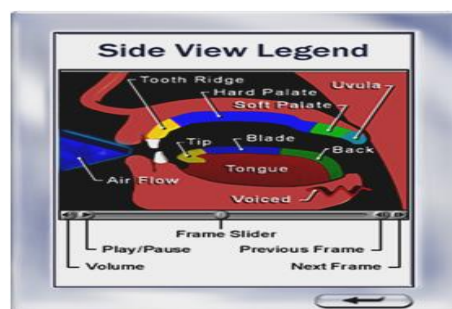 Side View Legend
Tooth Ridge
Hard Palate
Uvula
Soft Palate
Tip
Blade
Back
Tongue
Air Flow
Voiced
Frame Slider
Play/Pause
Previous Frame
Volume
Next Frame